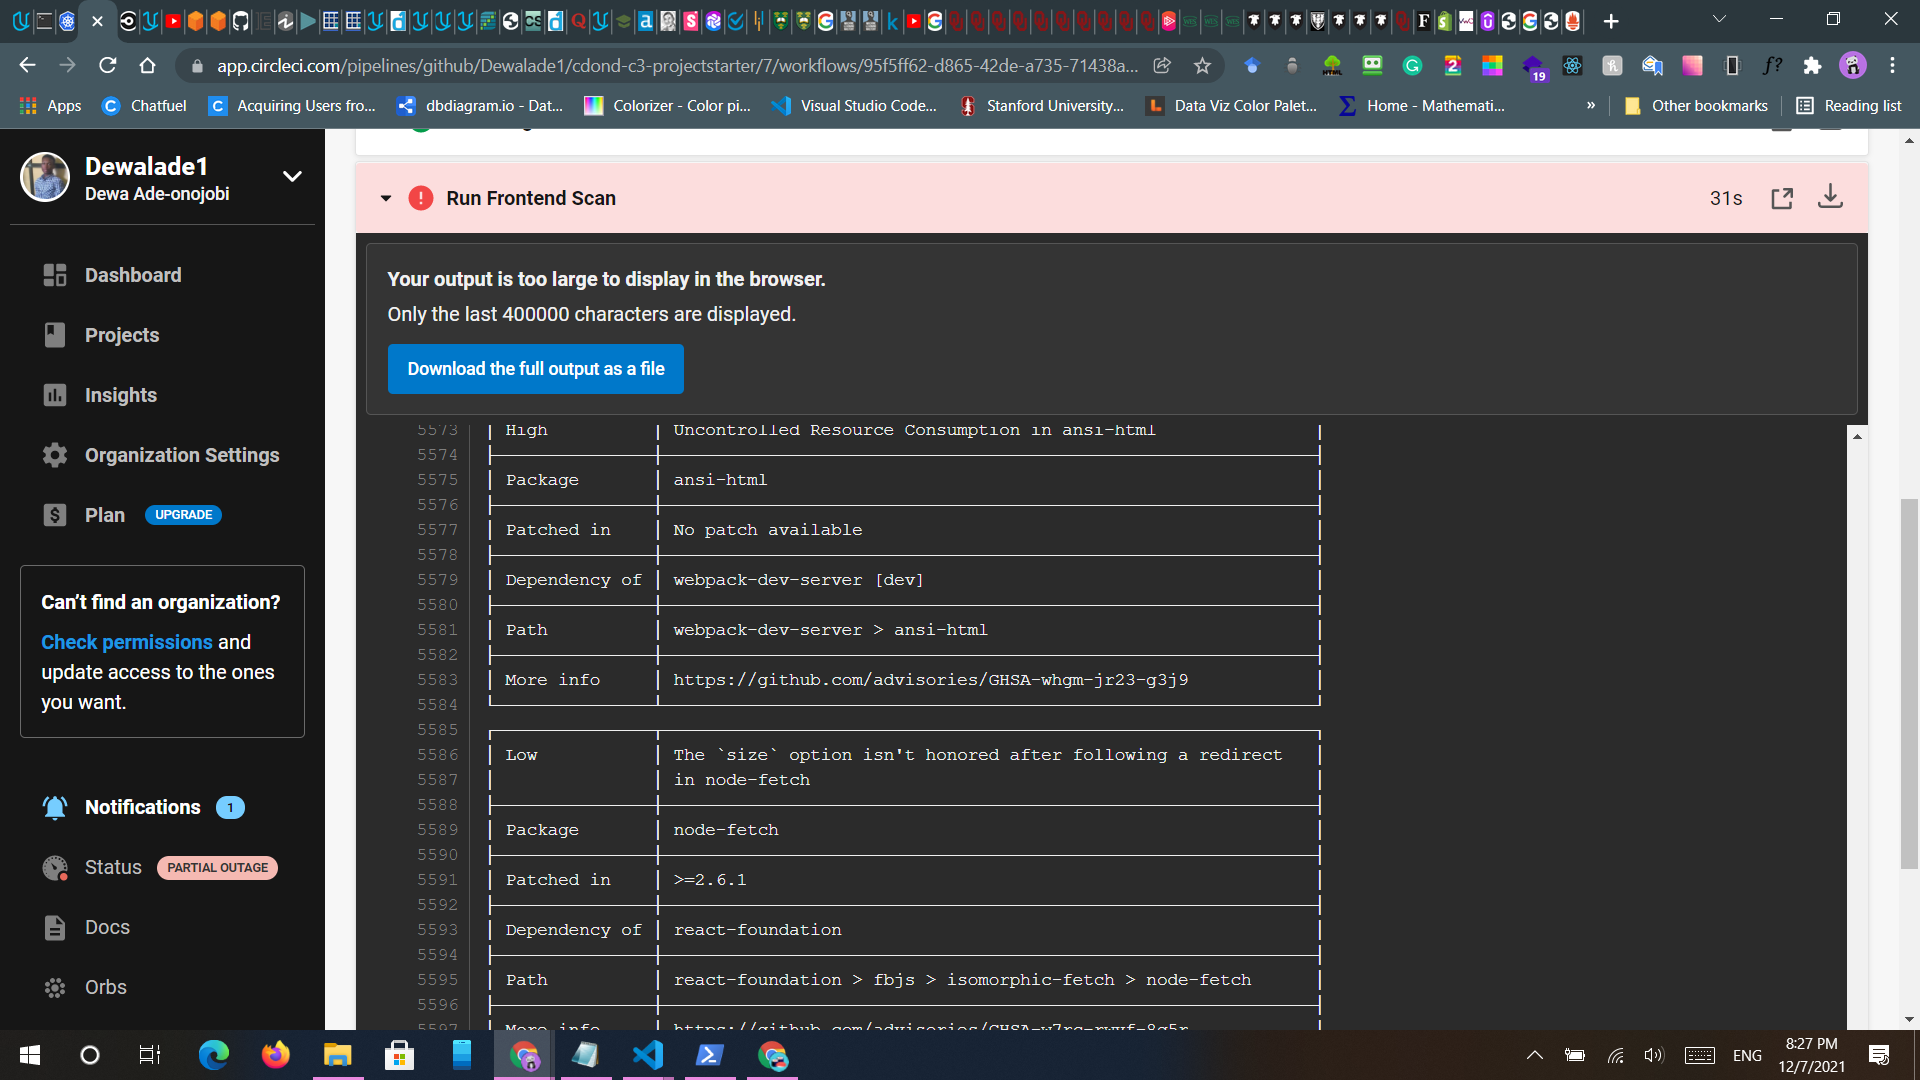 app.circleci.com/pipelines/github/Dewalade1/cdond-c3-projectstarter/7/workflows/95f5ff62-d865-42de-a735-71438a...
19
Apps
Chatfuel
Acquiring Users fro...
dbdiagram.io - Dat...
Colorizer - Color pi...
Visual Studio Code...
Stanford University...
Data Viz Color Palet...
Home - Mathemati...
»
Other bookmarks
Reading list
Dewalade1
Dewa Ade-onojobi
Dashboard
Projects
Insights
Organization Settings
Plan UPGRADE
Can't find an organization?
Check permissions and
update access to the ones
you want.
Notifications 1
Status PARTIAL OUTAGE
Docs
Orbs
Run Frontend Scan
31s
Your output is too large to display in the browser.
Only the last 400000 characters are displayed.
Download the full output as a file
5573 High Uncontrolled Resource Consumption in ansi-html
5574
5575 Package ansi-html
5576
5577 Patched in No patch available
5578
5579 Dependency of webpack-dev-server [dev]
5580
5581 Path webpack-dev-server > ansi-html
5582
5583 More info https://github.com/advisories/GHSA-whgm-jr23-g3j9
5584
5585
5586 Low The `size` option isn't honored after following a redirect
5587 in node-fetch
5588
5589 Package node-fetch
5590
5591 Patched in >=2.6.1
5592
5593 Dependency of react-foundation
5594
5595 Path react-foundation > fbjs > isomorphic-fetch > node-fetch
5596
5597 More info https://github.com/advisories/GHSA-w7rc-rwvf-8q5r
ENG
8:27 PM
12/7/2021